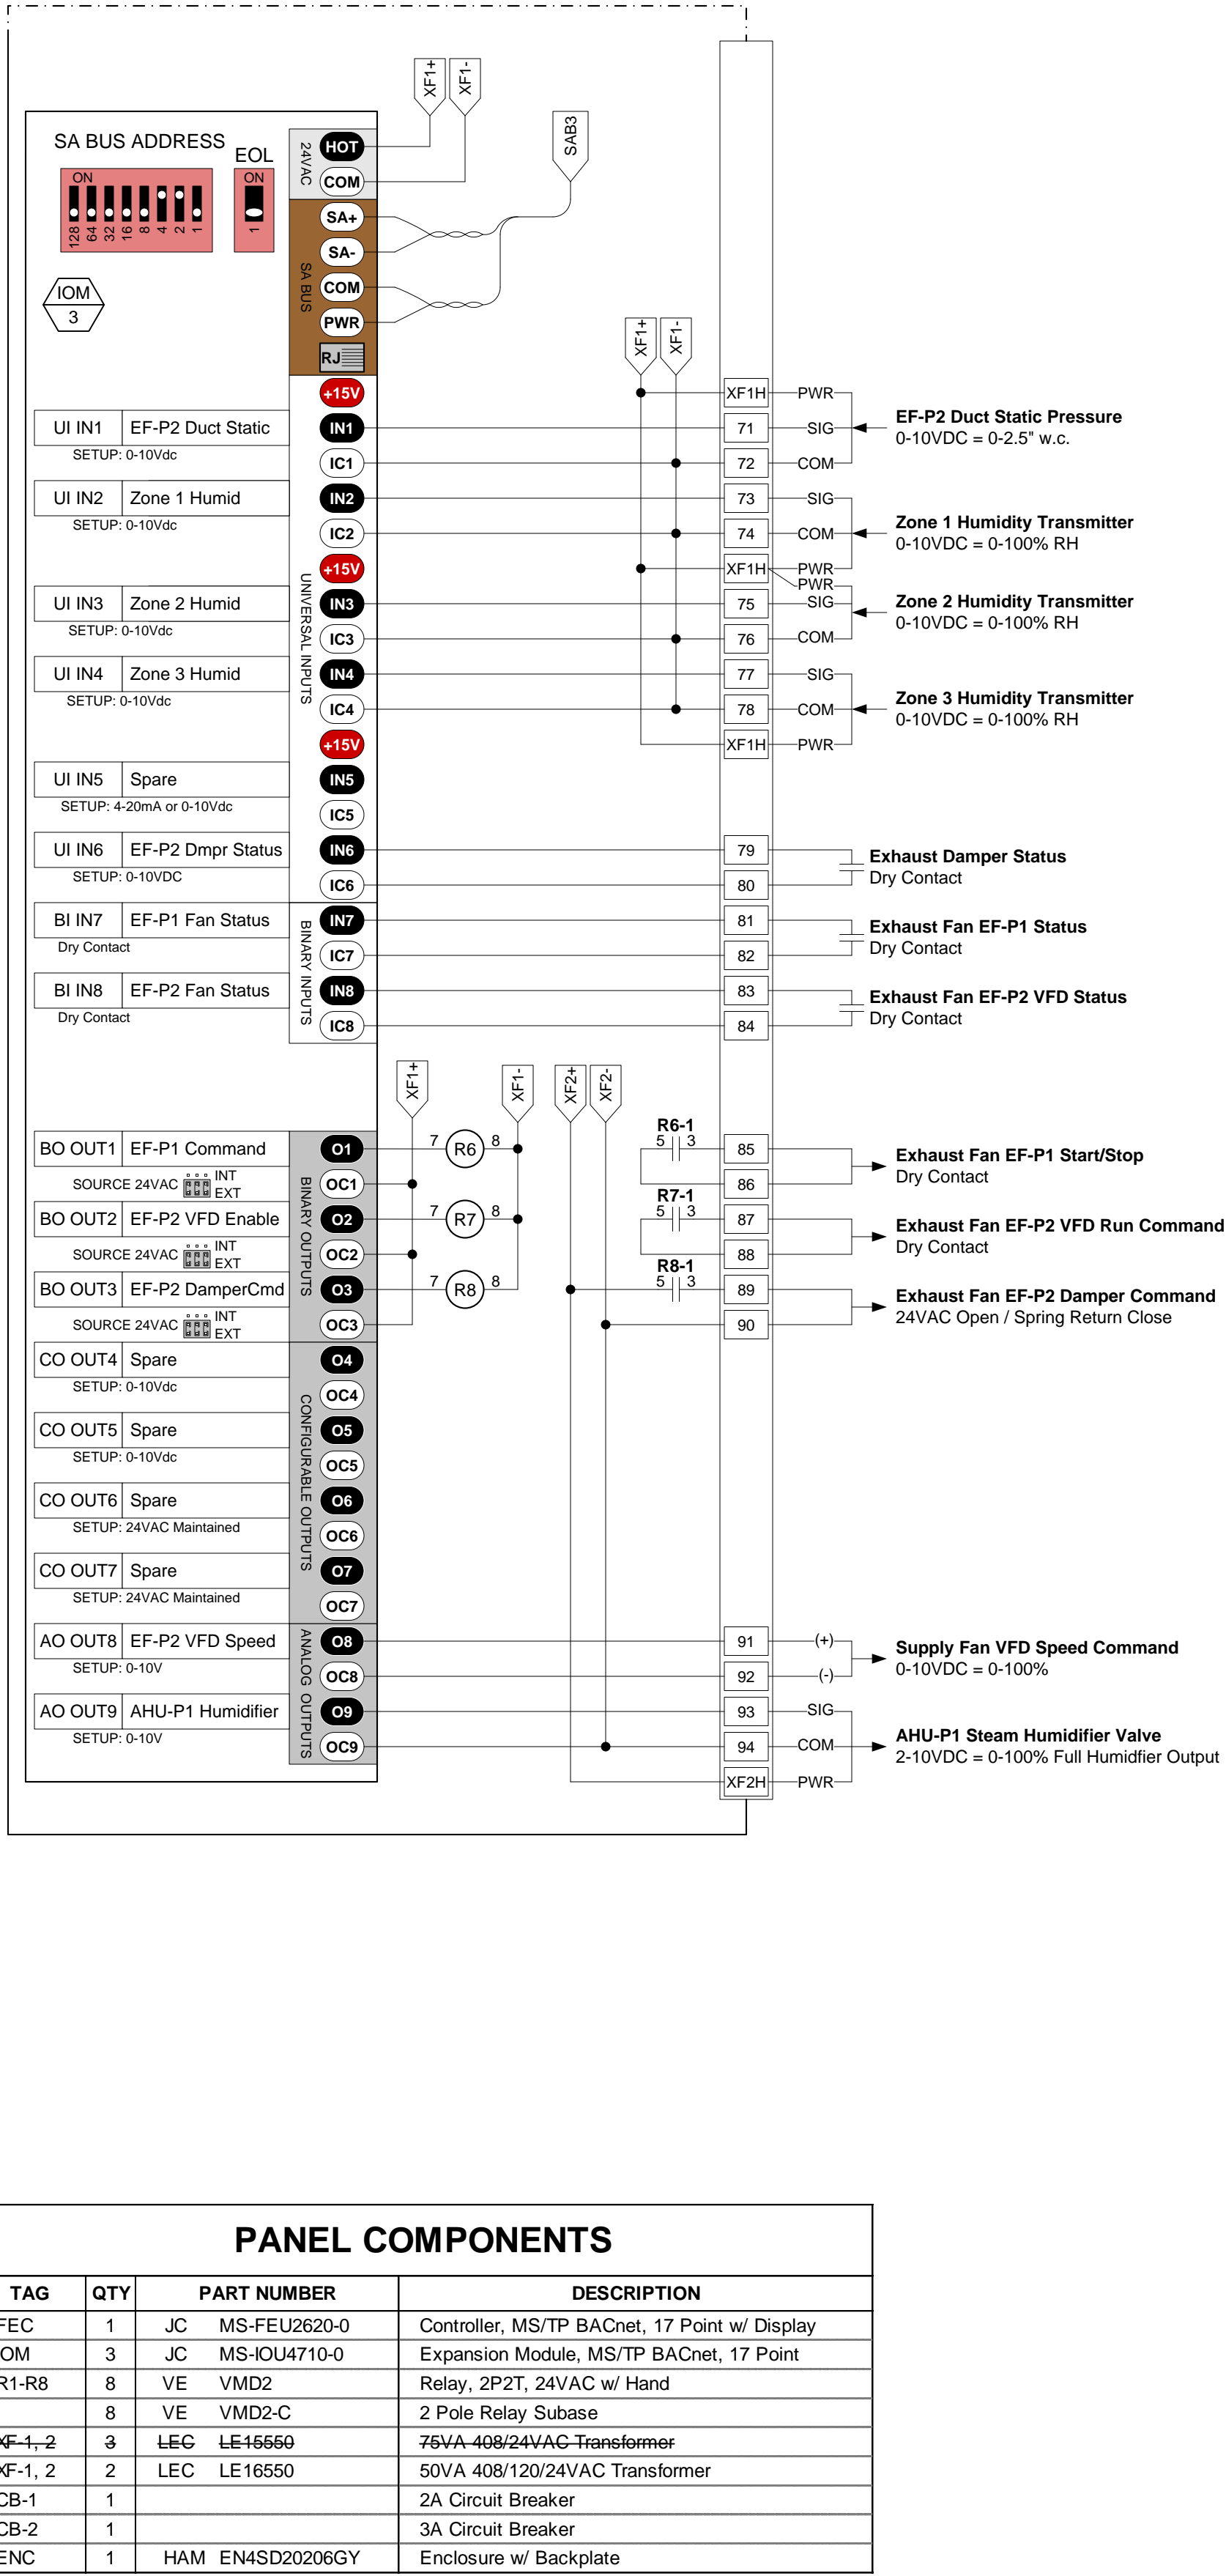 XF1+ XF1-
SAB3
SA BUS ADDRESS
EOL
ON
128 64 32 16 8 4 2 1
ON
1
IOM
3
24VAC
HOT
COM
SA BUS
SA+
SA-
COM
PWR
RJ
XF1+ XF1-
UNIVERSAL INPUTS
+15V
XF1H PWR
UI IN1 EF-P2 Duct Static
SETUP: 0-10Vdc
IN1
71 SIG
EF-P2 Duct Static Pressure
0-10VDC = 0-2.5" w.c.
IC1
72 COM
UI IN2 Zone 1 Humid
SETUP: 0-10Vdc
IN2
73 SIG
IC2
74 COM
Zone 1 Humidity Transmitter
0-10VDC = 0-100% RH
+15V
XF1H PWR
PWR
UI IN3 Zone 2 Humid
SETUP: 0-10Vdc
IN3
75 SIG
Zone 2 Humidity Transmitter
0-10VDC = 0-100% RH
IC3
76 COM
UI IN4 Zone 3 Humid
SETUP: 0-10Vdc
IN4
77 SIG
IC4
78 COM
Zone 3 Humidity Transmitter
0-10VDC = 0-100% RH
+15V
XF1H PWR
UI IN5 Spare
SETUP: 4-20mA or 0-10Vdc
IN5
IC5
UI IN6 EF-P2 Dmpr Status
SETUP: 0-10VDC
IN6
79
IC6
80
Exhaust Damper Status
Dry Contact
BINARY INPUTS
BI IN7 EF-P1 Fan Status
Dry Contact
IN7
81
IC7
82
Exhaust Fan EF-P1 Status
Dry Contact
BI IN8 EF-P2 Fan Status
Dry Contact
IN8
83
IC8
84
Exhaust Fan EF-P2 VFD Status
Dry Contact
XF1+ XF1- XF2+ XF2-
BINARY OUTPUTS
BO OUT1 EF-P1 Command
SOURCE 24VAC INT
EXT
O1
OC1
7 R6 8
R6-1
5 3
85
86
Exhaust Fan EF-P1 Start/Stop
Dry Contact
BO OUT2 EF-P2 VFD Enable
SOURCE 24VAC INT
EXT
O2
OC2
7 R7 8
R7-1
5 3
87
88
Exhaust Fan EF-P2 VFD Run Command
Dry Contact
BO OUT3 EF-P2 DamperCmd
SOURCE 24VAC INT
EXT
O3
OC3
7 R8 8
R8-1
5 3
89
90
Exhaust Fan EF-P2 Damper Command
24VAC Open / Spring Return Close
CONFIGURABLE OUTPUTS
CO OUT4 Spare
SETUP: 0-10Vdc
O4
OC4
CO OUT5 Spare
SETUP: 0-10Vdc
O5
OC5
CO OUT6 Spare
SETUP: 24VAC Maintained
O6
OC6
CO OUT7 Spare
SETUP: 24VAC Maintained
O7
OC7
ANALOG OUTPUTS
AO OUT8 EF-P2 VFD Speed
SETUP: 0-10V
O8
91 (+)
OC8
92 (-)
Supply Fan VFD Speed Command
0-10VDC = 0-100%
AO OUT9 AHU-P1 Humidifier
SETUP: 0-10V
O9
93 SIG
OC9
94 COM
XF2H PWR
AHU-P1 Steam Humidifier Valve
2-10VDC = 0-100% Full Humidfier Output
PANEL COMPONENTS
TAG QTY PART NUMBER DESCRIPTION
FEC 1 JC MS-FEU2620-0 Controller, MS/TP BACnet, 17 Point w/ Display
OM 3 JC MS-IOU4710-0 Expansion Module, MS/TP BACnet, 17 Point
R1-R8 8 VE VMD2 Relay, 2P2T, 24VAC w/ Hand
8 VE VMD2-C 2 Pole Relay Subase
XF-1, 2 3 LEC LE15550 75VA 408/24VAC Transformer
XF-1, 2 2 LEC LE16550 50VA 408/120/24VAC Transformer
CB-1 1 2A Circuit Breaker
CB-2 1 3A Circuit Breaker
ENC 1 HAM EN4SD20206GY Enclosure w/ Backplate